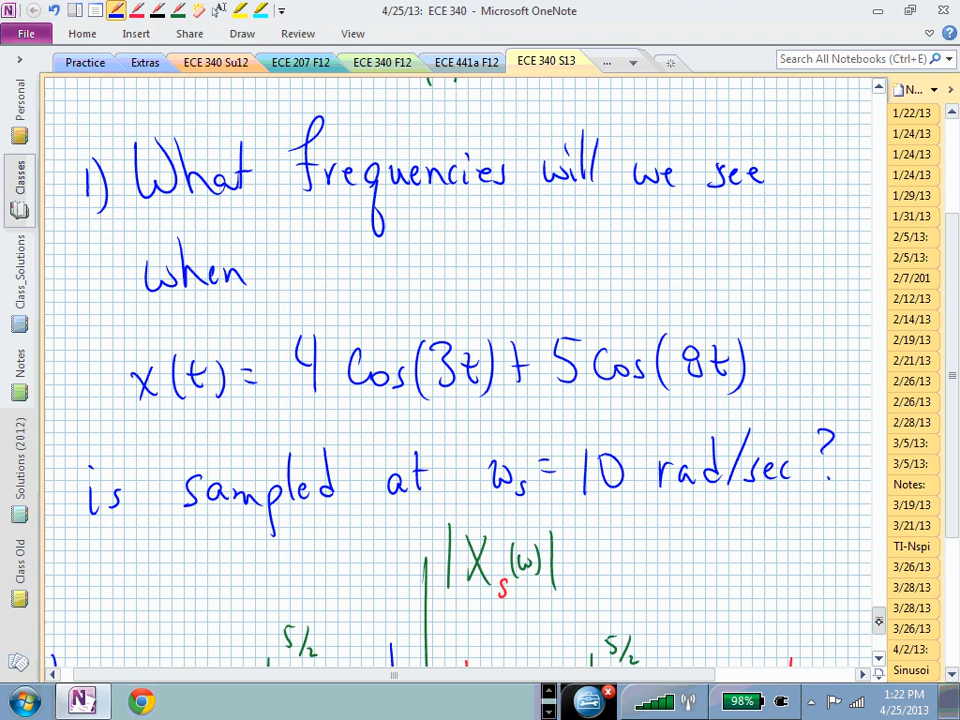 4/25/13: ECE 340 - Microsoft OneNote
File Home Insert Share Draw Review View
Practice Extras ECE 340 Su12 ECE 207 F12 ECE 340 F12 ECE 441a F12 ECE 340 S13 ...
Search All Notebooks (Ctrl+E)
Personal
Classes
Class_Solutions
Notes
Solutions (2012)
Class Old
1) What frequencies will we see
when
x(t) = 4 Cos(3t) + 5 Cos(8t)
is sampled at ws = 10 rad/sec?
|Xs(w)|
5/2 5/2
N...
1/22/13
1/24/13
1/24/13
1/24/13
1/29/13
1/31/13
2/5/13:
2/5/13:
2/7/201
2/12/13
2/14/13
2/19/13
2/21/13
2/26/13
2/26/13
2/28/13
3/5/13:
3/5/13:
Notes:
3/19/13
3/21/13
TI-Nspi
3/26/13
3/28/13
3/28/13
3/26/13
4/2/13:
Sinusoi
98%
1:22 PM
4/25/2013